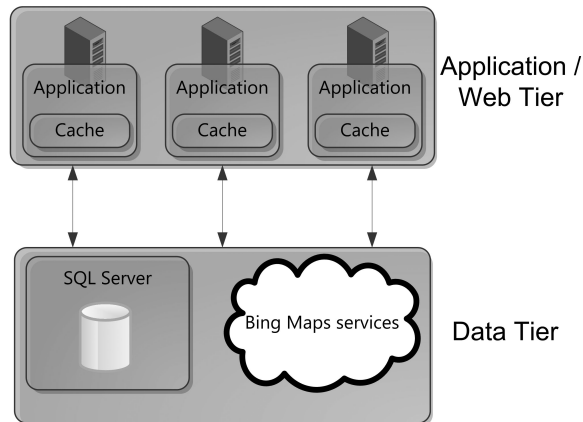 Application
Cache
Application
Cache
Application
Cache
Application /
Web Tier
SQL Server
Bing Maps services
Data Tier